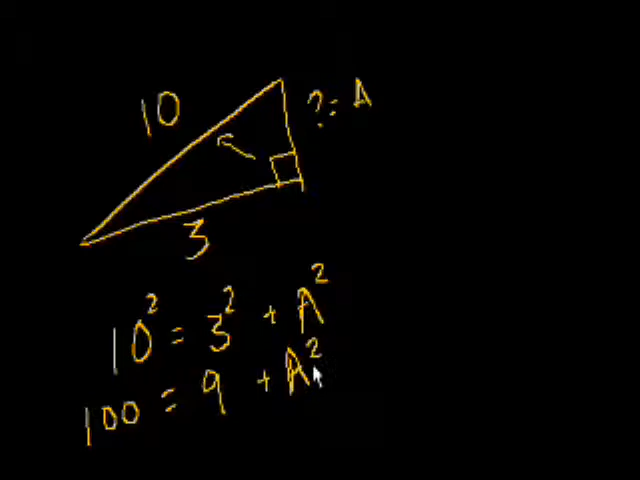 10
?= A
3
10² = 3² + A²
100 = 9 + A²